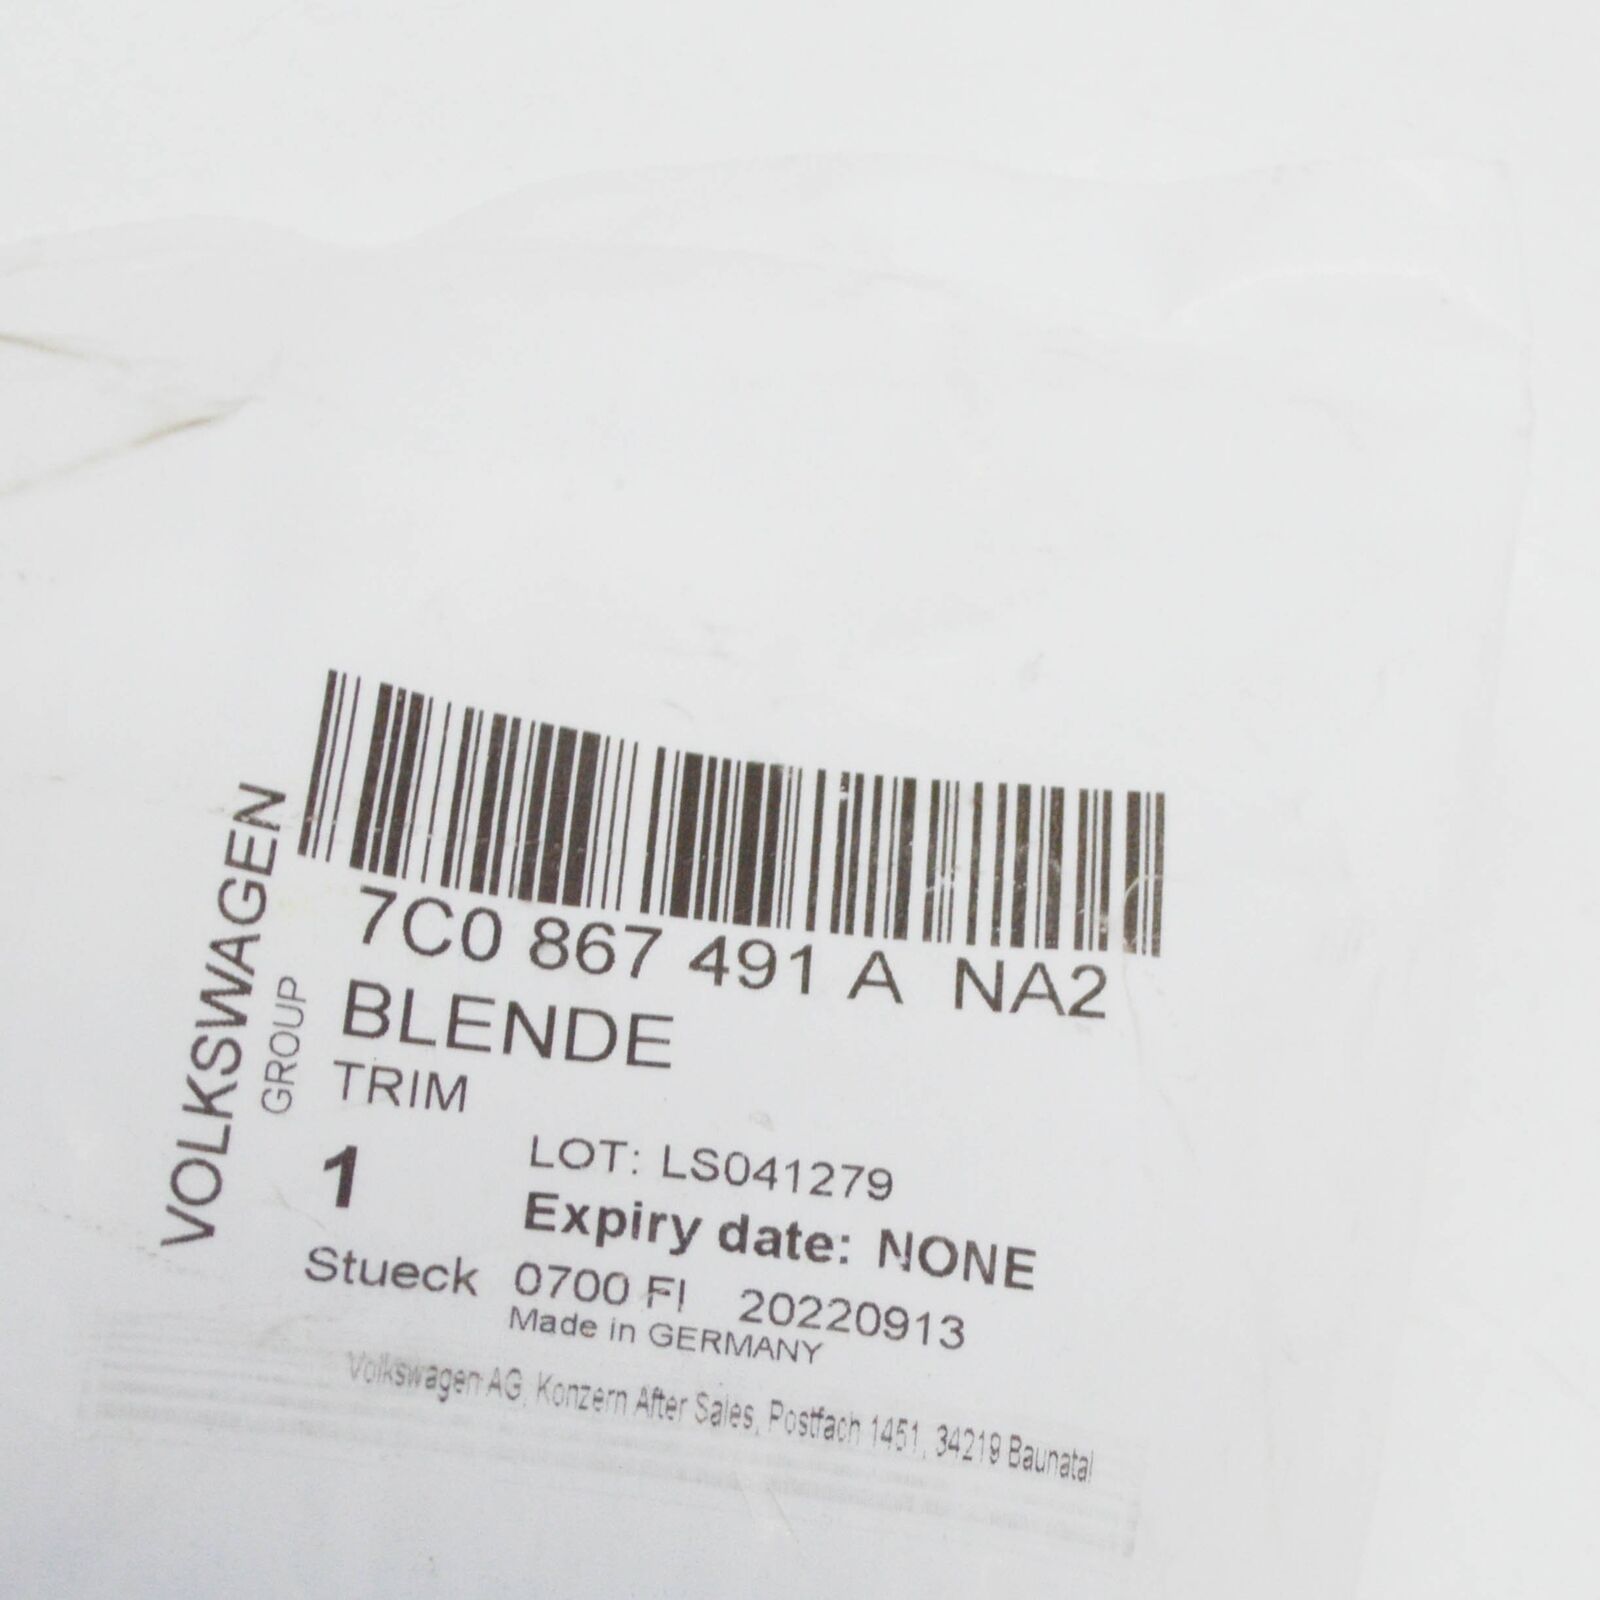 VOLKSWAGEN
GROUP
7C0 867 491 A NA2
BLENDE
TRIM
1
Stueck
LOT: LS041279
Expiry date: NONE
0700 FI 20220913
Made in GERMANY
Volkswagen AG, Konzern After Sales, Postfach 1451, 34219 Baunatal